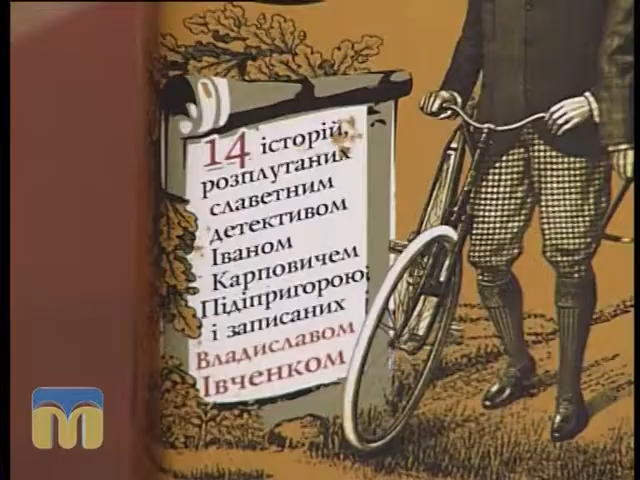 14 історій,
розплутаних
славетним
детективом
Іваном
Карповичем
Підіпригорою
і записаних
Владиславом
Івченком